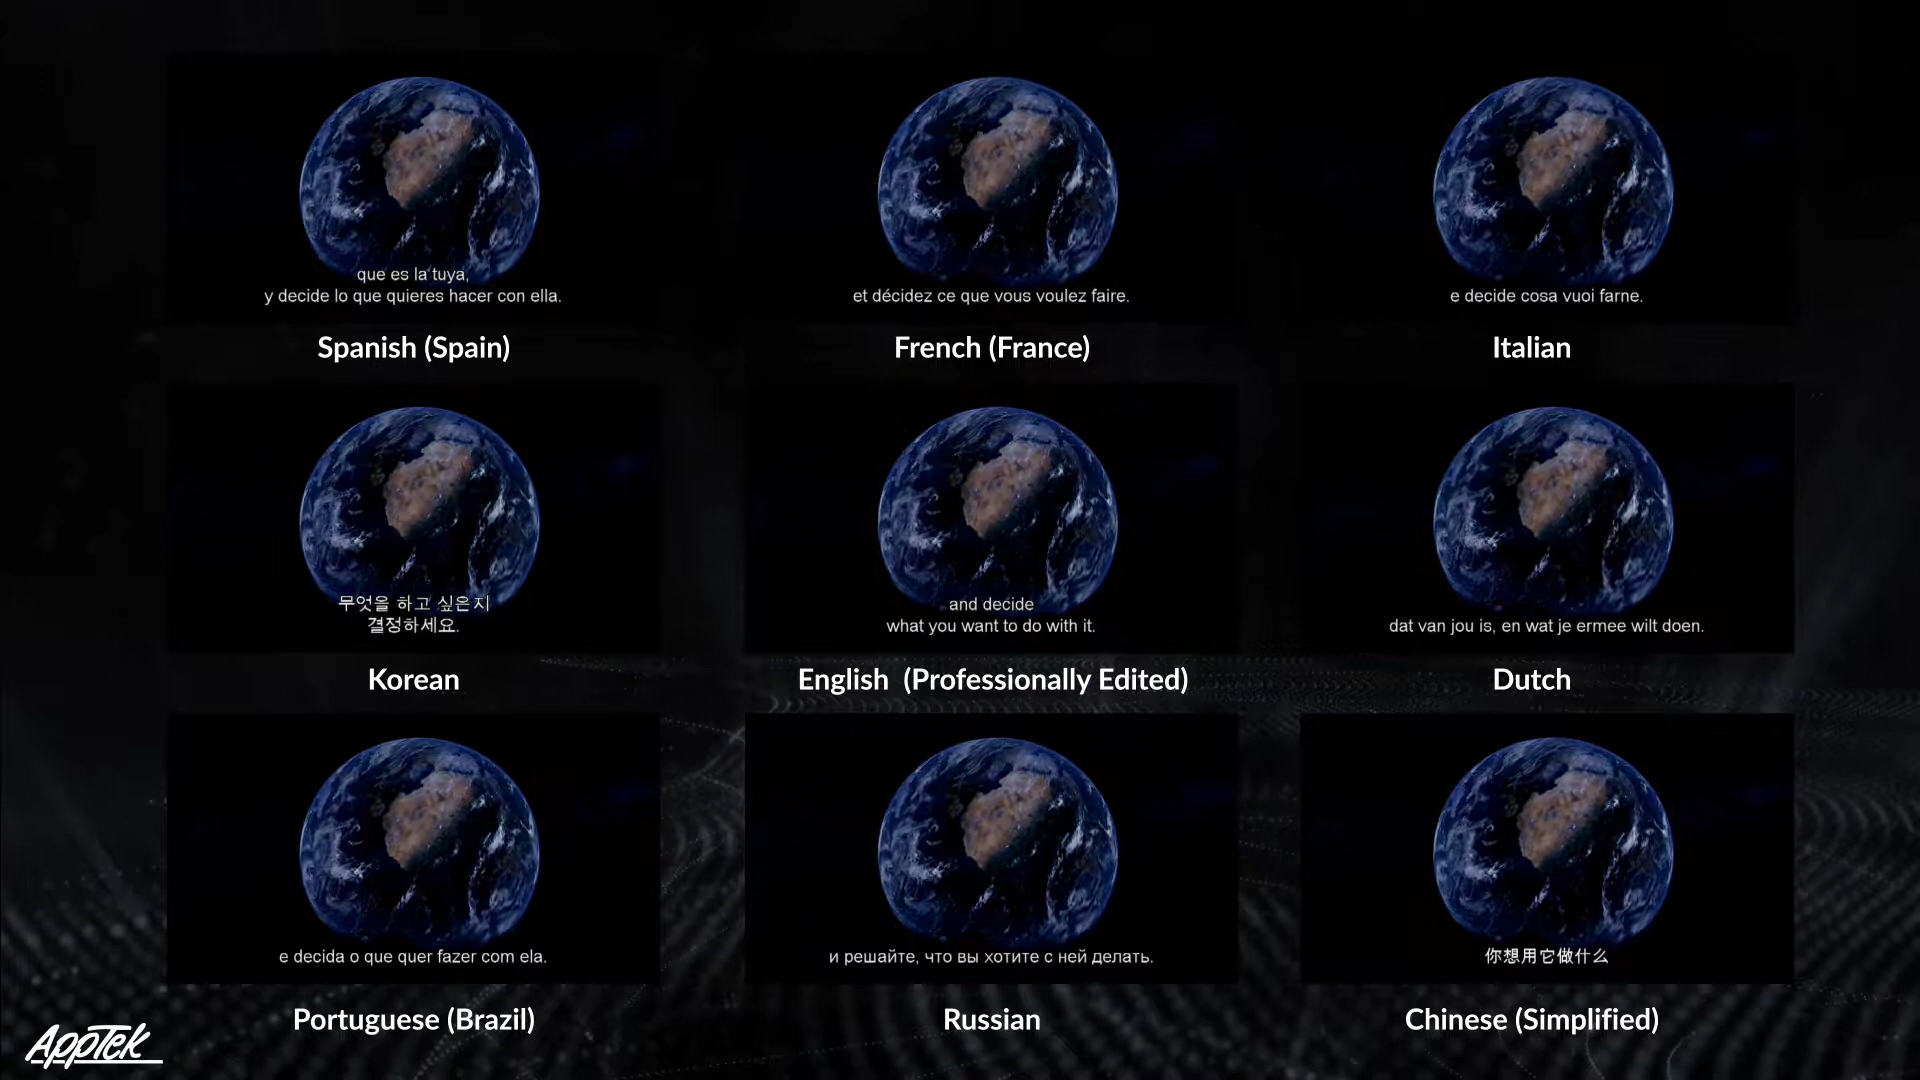 que es la tuya,
y decide lo que quieres hacer con ella.
Spanish (Spain)
et décidez ce que vous voulez faire.
French (France)
e decide cosa vuoi farne.
Italian
무엇을 하고 싶은지
결정하세요.
Korean
and decide
what you want to do with it.
English (Professionally Edited)
dat van jou is, en wat je ermee wilt doen.
Dutch
e decida o que quer fazer com ela.
Portuguese (Brazil)
и решайте, что вы хотите с ней делать.
Russian
你想用它做什么
Chinese (Simplified)
AppTek